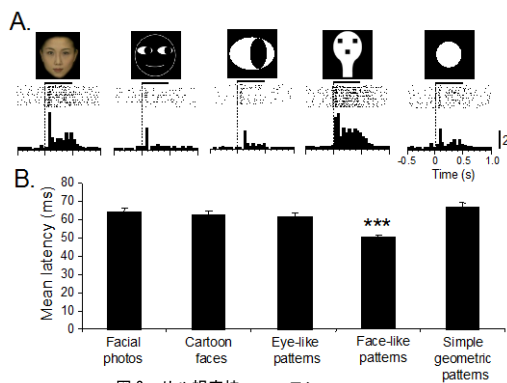 A.
2
-0.5 0 0.5 1.0
Time (s)
B.
Mean latency (ms)
80
70
60
50
40
30
20
10
0
***
Facial photos
Cartoon faces
Eye-like patterns
Face-like patterns
Simple geometric patterns